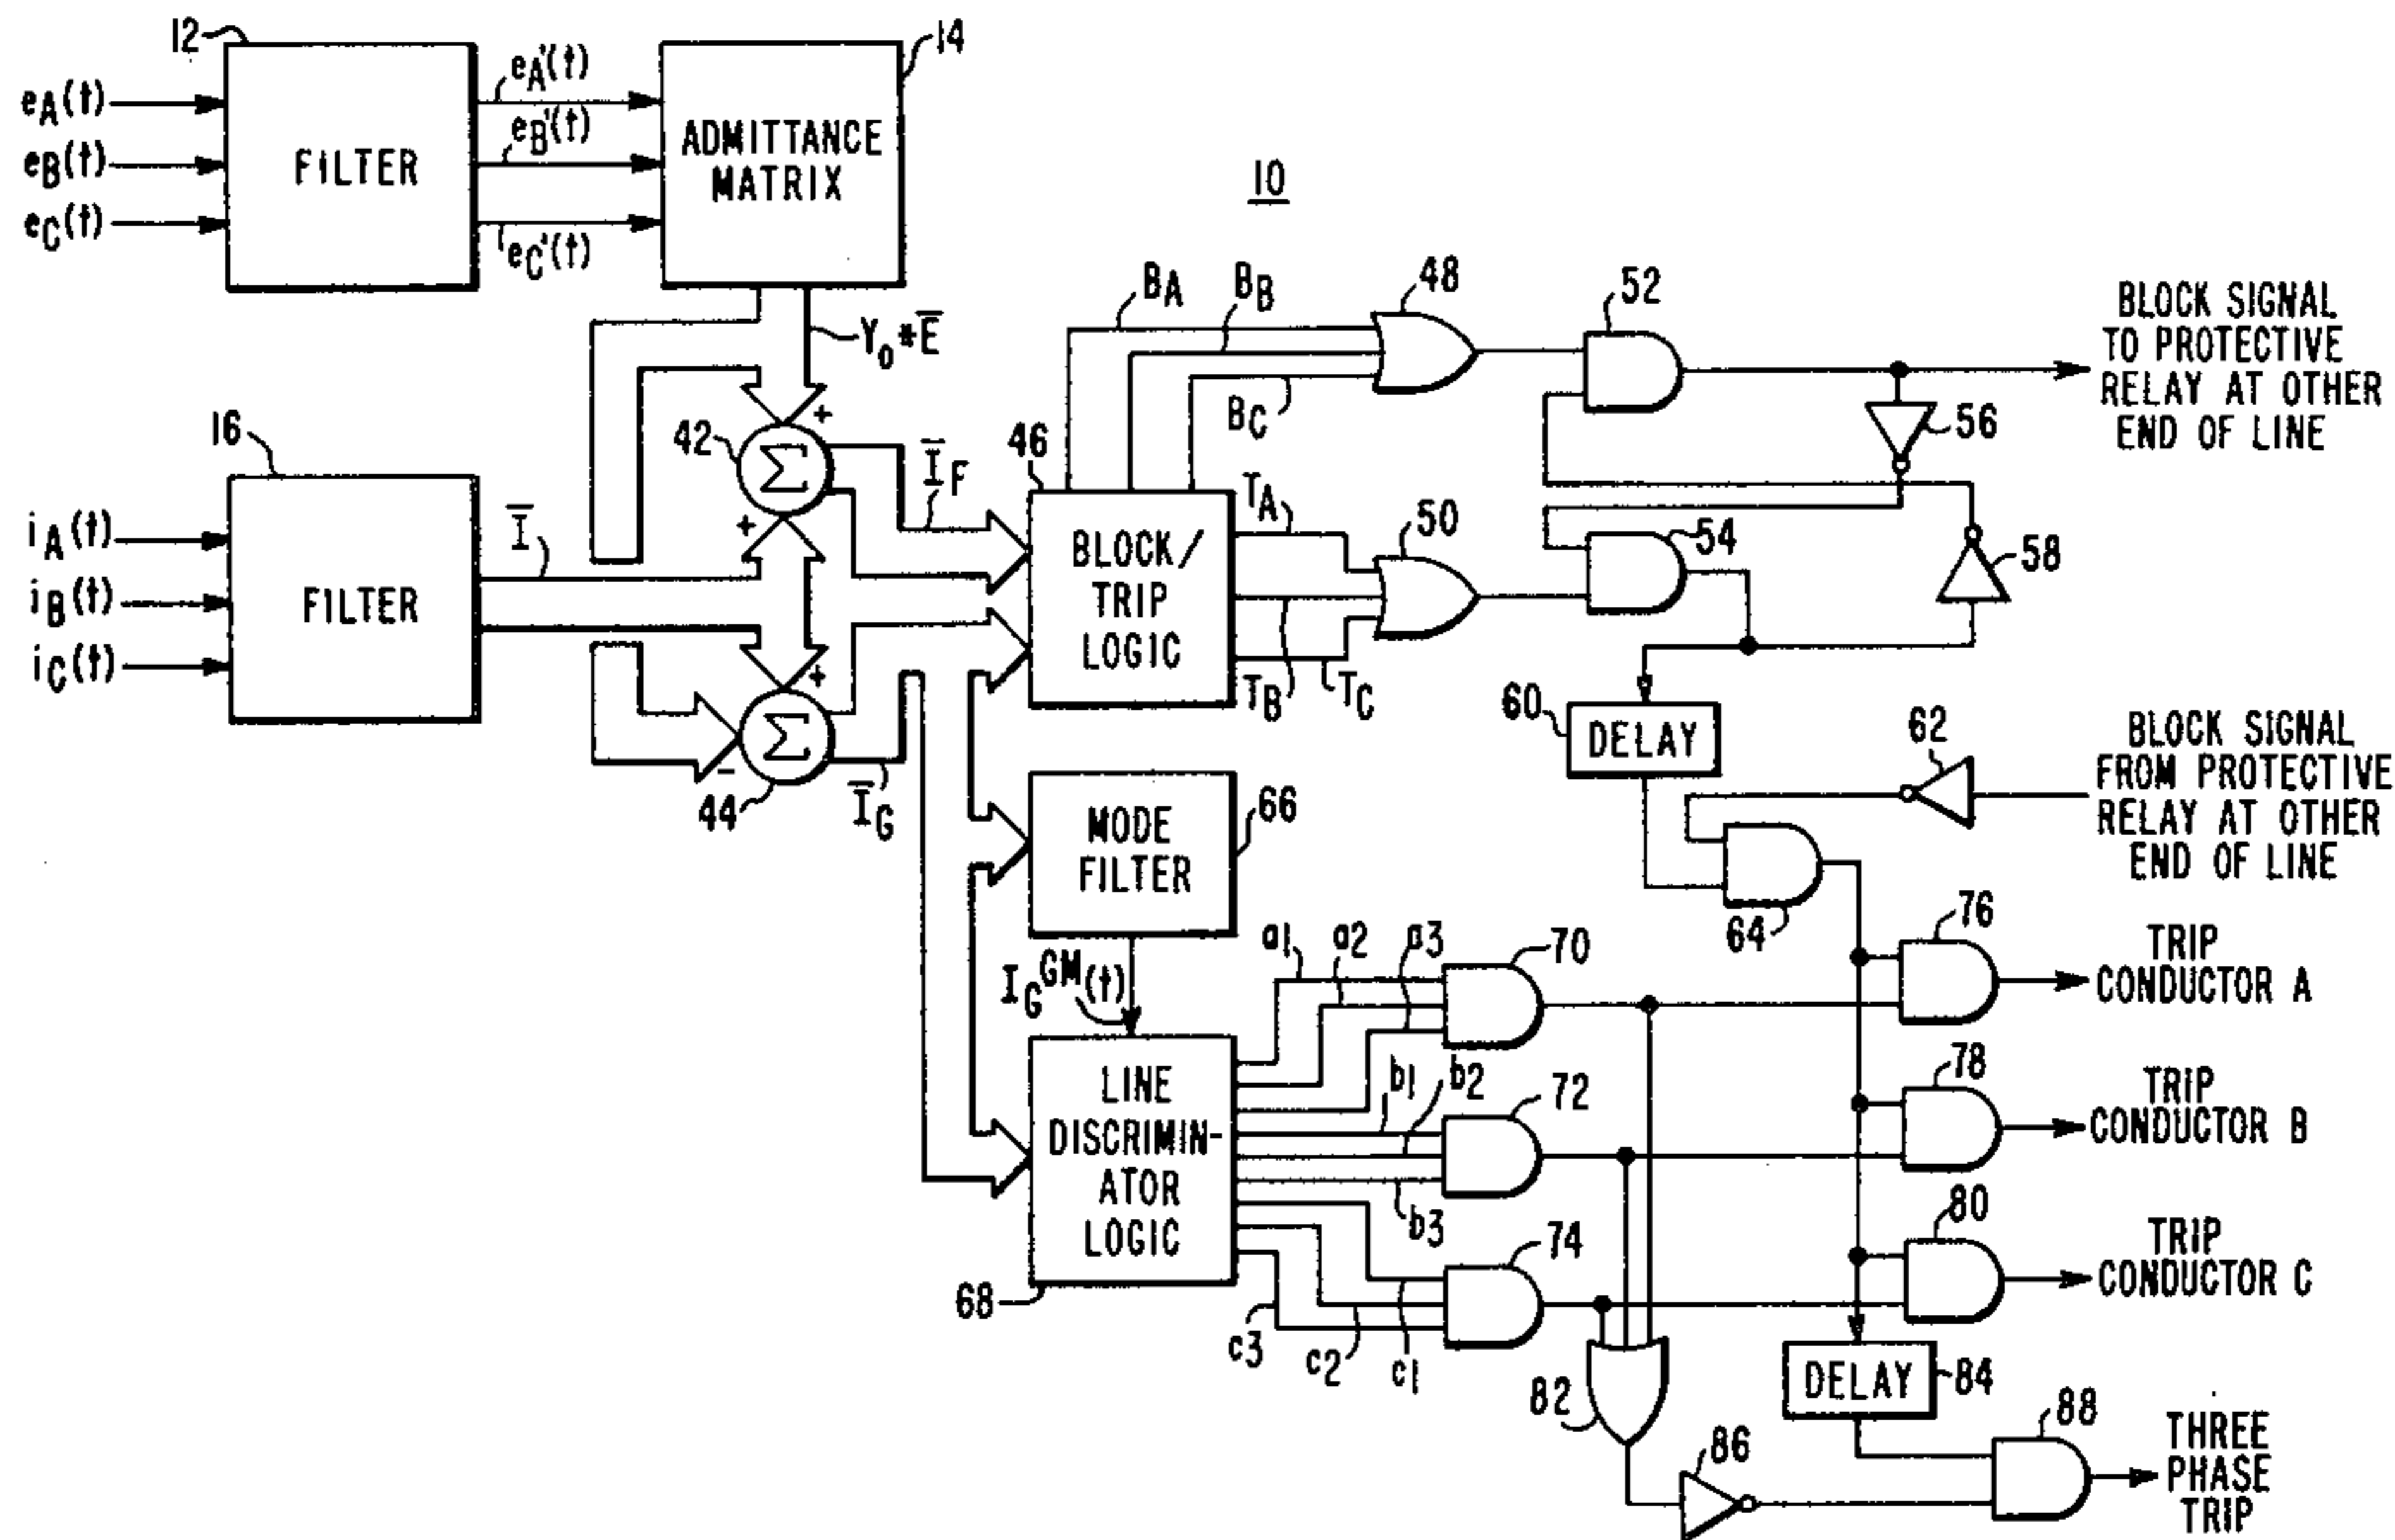 12
14
eA(t)
eB(t)
eC(t)
FILTER
eA'(t)
eB'(t)
eC'(t)
ADMITTANCE
MATRIX
10
Y0*E̅
16
iA(t)
iB(t)
iC(t)
FILTER
I̅
42
Σ
+
+
44
Σ
+
-
I̅F
I̅G
46
BLOCK/
TRIP
LOGIC
BA
BB
BC
TA
TB
TC
48
50
52
54
56
58
BLOCK SIGNAL
TO PROTECTIVE
RELAY AT OTHER
END OF LINE
60
DELAY
62
BLOCK SIGNAL
FROM PROTECTIVE
RELAY AT OTHER
END OF LINE
64
MODE
FILTER
66
IG^GM(t)
LINE
DISCRIMIN-
ATOR
LOGIC
68
a1
a2
a3
b1
b2
b3
c3
c2
c1
70
72
74
76
TRIP
CONDUCTOR A
78
TRIP
CONDUCTOR B
80
TRIP
CONDUCTOR C
82
DELAY
84
86
88
THREE
PHASE
TRIP